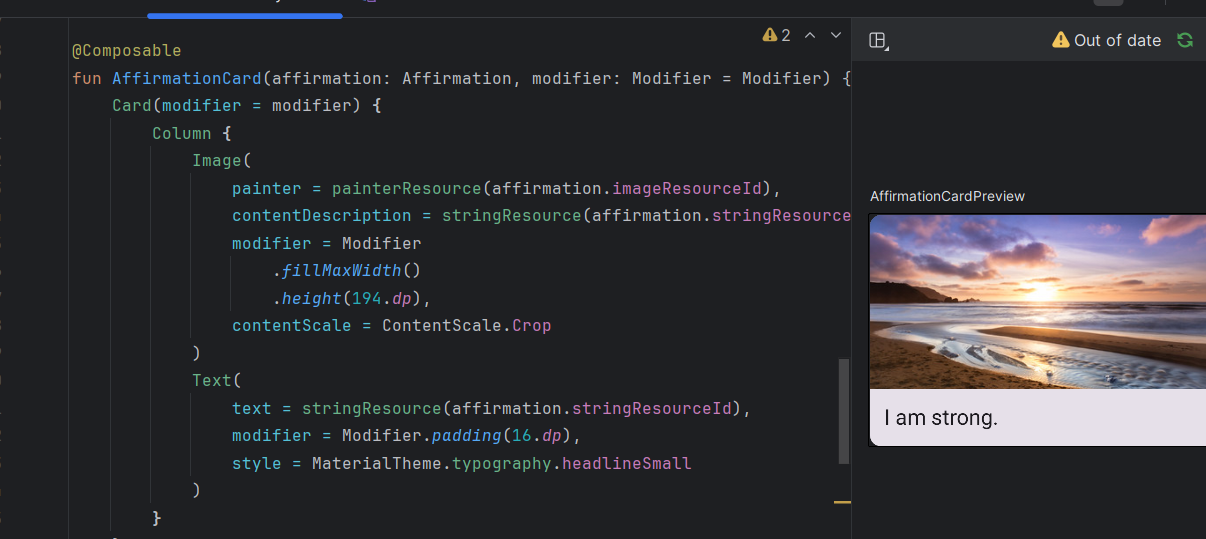 2
Out of date
@Composable
fun AffirmationCard(affirmation: Affirmation, modifier: Modifier = Modifier) {
Card(modifier = modifier) {
Column {
Image(
painter = painterResource(affirmation.imageResourceId),
contentDescription = stringResource(affirmation.stringResource
modifier = Modifier
.fillMaxWidth()
.height(194.dp),
contentScale = ContentScale.Crop
)
Text(
text = stringResource(affirmation.stringResourceId),
modifier = Modifier.padding(16.dp),
style = MaterialTheme.typography.headlineSmall
)
}
AffirmationCardPreview
I am strong.